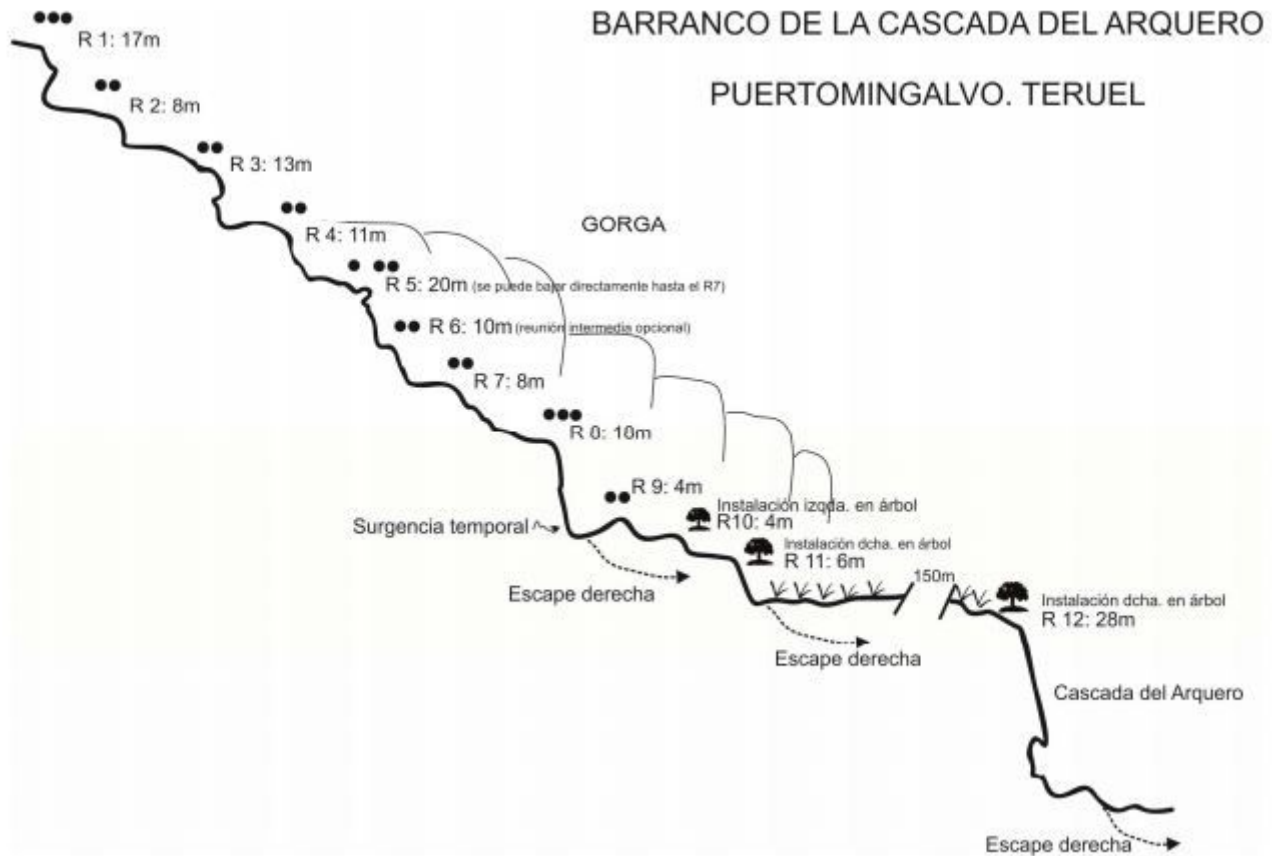 BARRANCO DE LA CASCADA DEL ARQUERO
PUERTOMINGALVO. TERUEL
R 1: 17m
R 2: 8m
R 3: 13m
R 4: 11m
GORGA
R 5: 20m (se puede bajar directamente hasta el R7)
R 6: 10m (reunión intermedia opcional)
R 7: 8m
R 9: 4m
Instalación izqda. en árbol
R10: 4m
Surgencia temporal
Instalación dcha. en árbol
R 11: 6m
Escape derecha
150m
Instalación dcha. en árbol
R 12: 28m
Escape derecha
Cascada del Arquero
Escape derecha